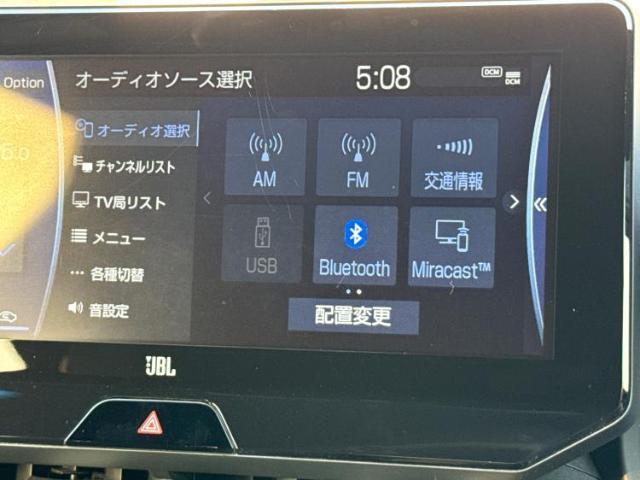 Option
オーディオソース選択
5:08
DCM
DCM
5.0
オーディオ選択
チャンネルリスト
TV局リスト
メニュー
各種切替
音設定
AM
FM
交通情報
USB
Bluetooth
Miracast™
配置変更
JBL